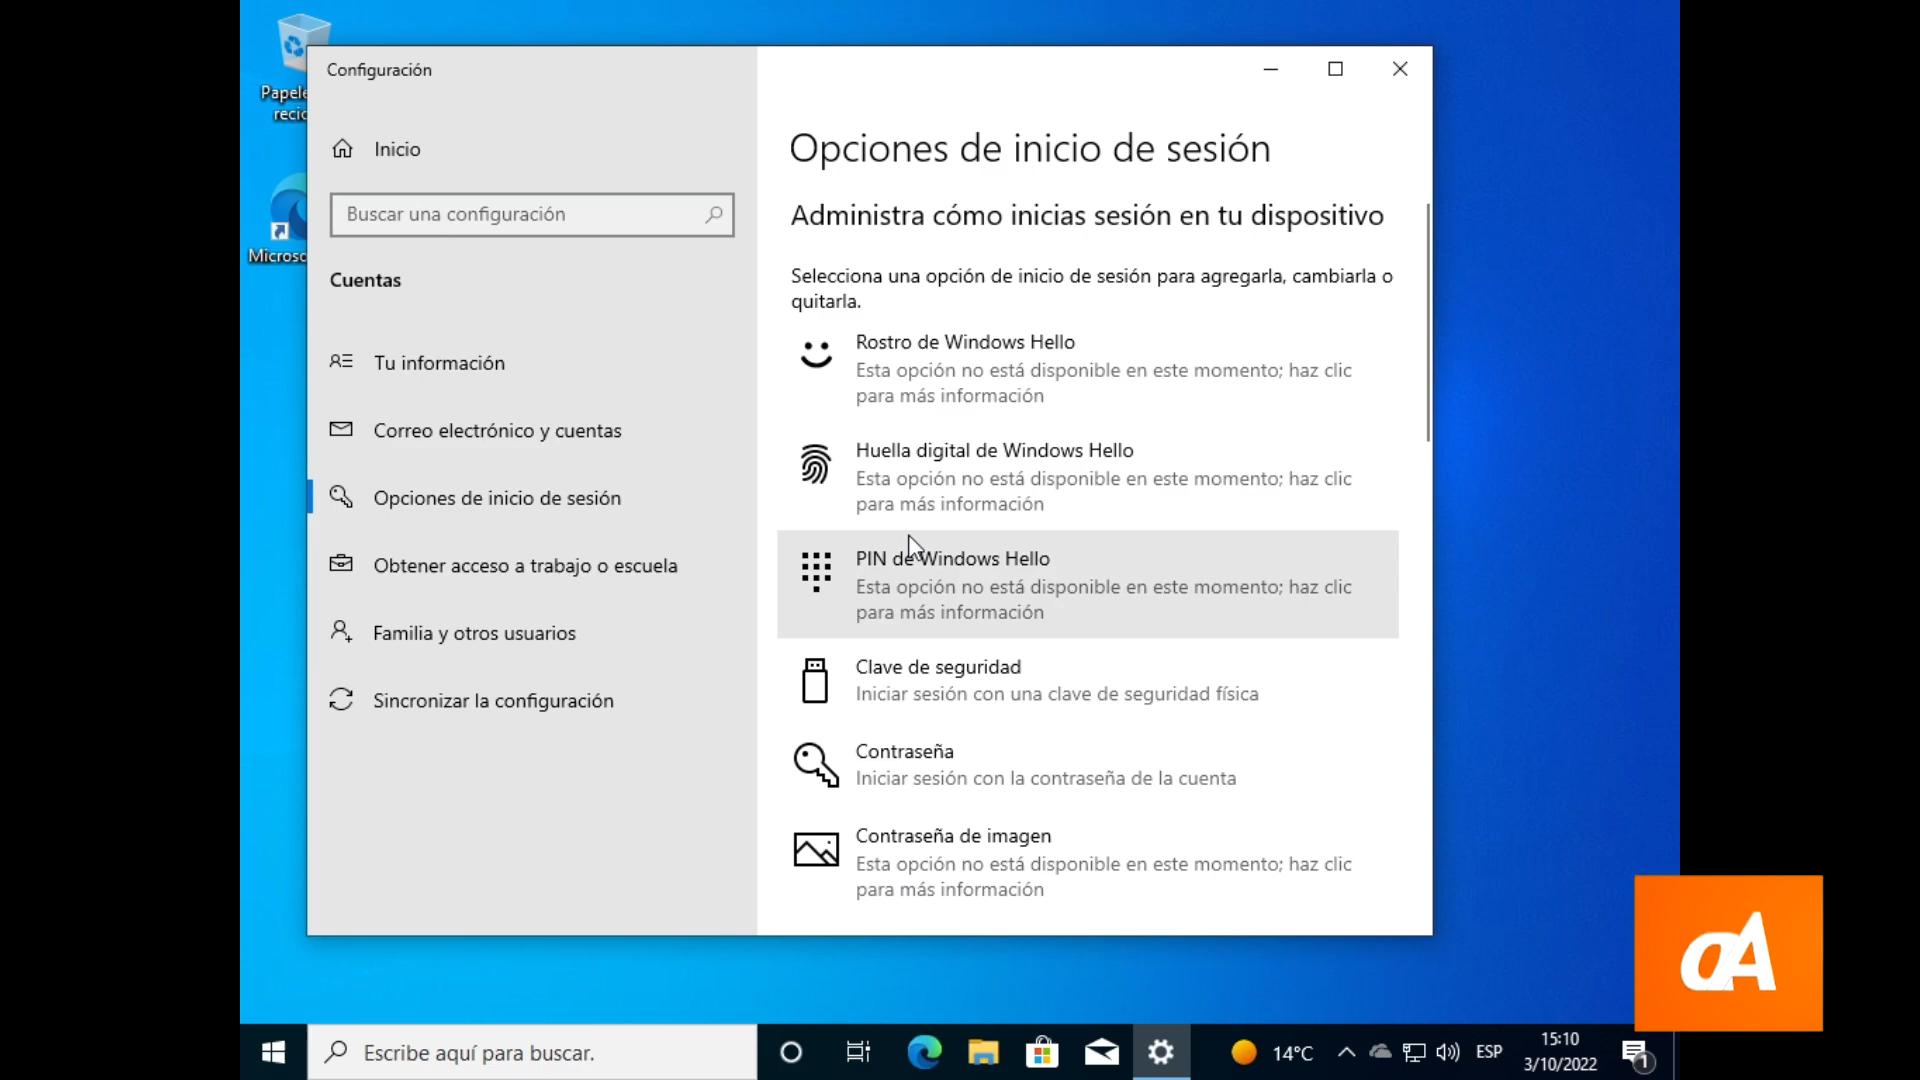 Papele
recic
Microso
Configuración
Inicio
Buscar una configuración
Cuentas
Tu información
Correo electrónico y cuentas
Opciones de inicio de sesión
Obtener acceso a trabajo o escuela
Familia y otros usuarios
Sincronizar la configuración
Opciones de inicio de sesión
Administra cómo inicias sesión en tu dispositivo
Selecciona una opción de inicio de sesión para agregarla, cambiarla o
quitarla.
Rostro de Windows Hello
Esta opción no está disponible en este momento; haz clic
para más información
Huella digital de Windows Hello
Esta opción no está disponible en este momento; haz clic
para más información
PIN de Windows Hello
Esta opción no está disponible en este momento; haz clic
para más información
Clave de seguridad
Iniciar sesión con una clave de seguridad física
Contraseña
Iniciar sesión con la contraseña de la cuenta
Contraseña de imagen
Esta opción no está disponible en este momento; haz clic
para más información
aA
Escribe aquí para buscar.
14°C
ESP
15:10
3/10/2022
1